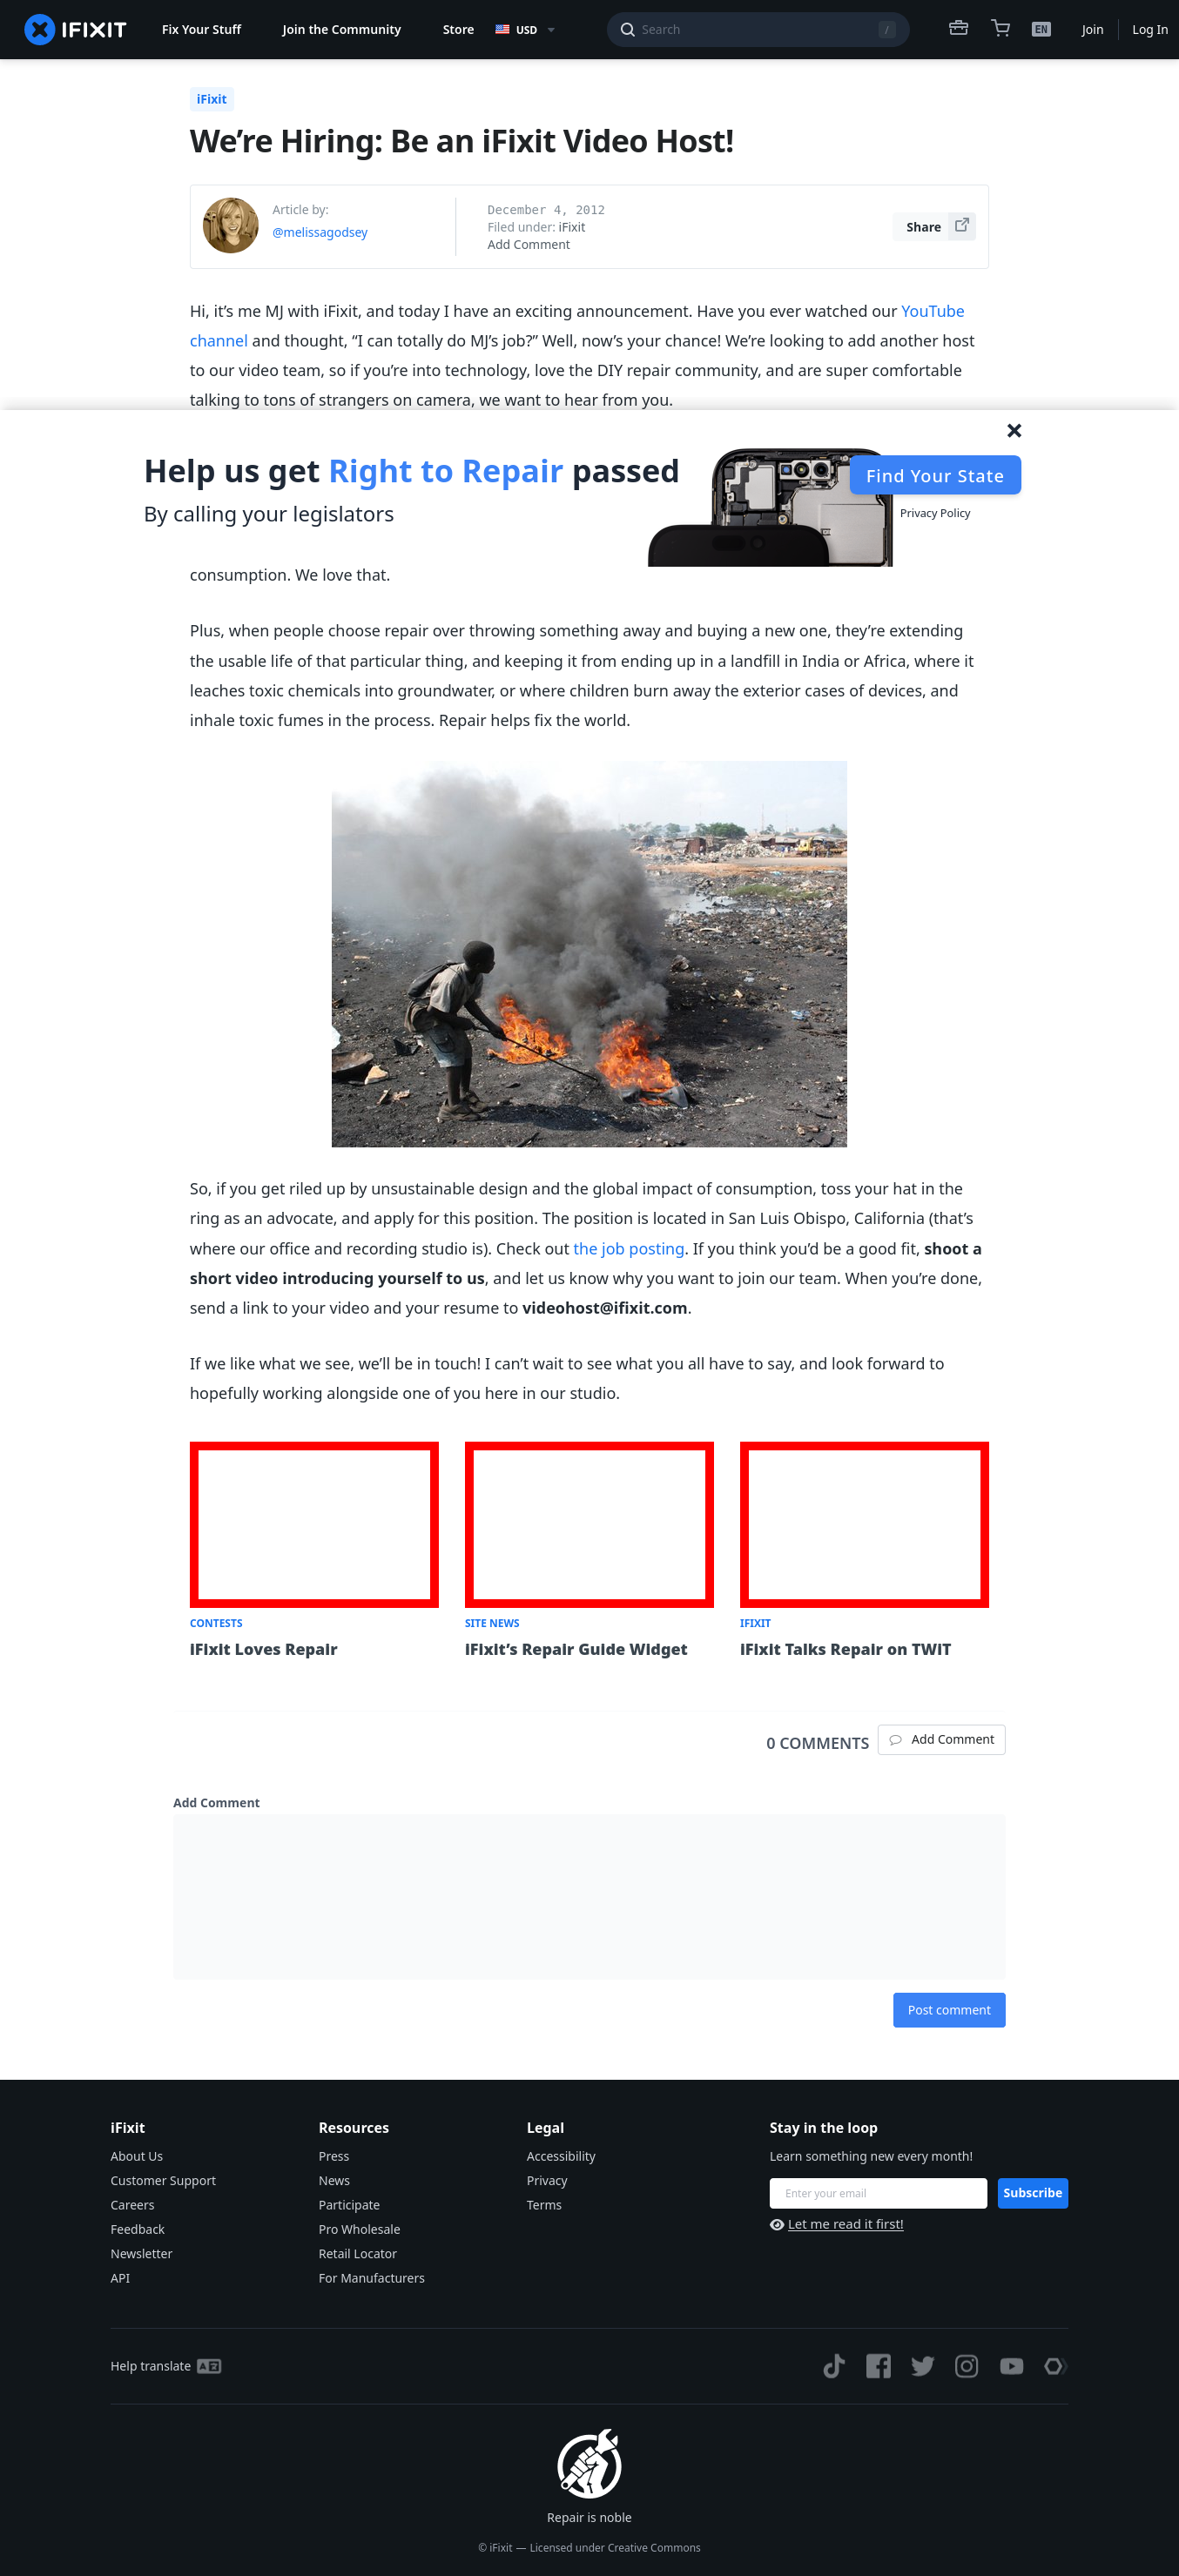 IFIXIT
Fix Your Stuff
Join the Community
Store
USD
Search
/
EN
Join
Log In
iFixit
We’re Hiring: Be an iFixit Video Host!
Article by:
@melissagodsey
December 4, 2012
Filed under: iFixit
Add Comment
Share
Hi, it’s me MJ with iFixit, and today I have an exciting announcement. Have you ever watched our YouTube
channel and thought, “I can totally do MJ’s job?” Well, now’s your chance! We’re looking to add another host
to our video team, so if you’re into technology, love the DIY repair community, and are super comfortable
talking to tons of strangers on camera, we want to hear from you.
Help us get Right to Repair passed
By calling your legislators
Find Your State
Privacy Policy
consumption. We love that.
Plus, when people choose repair over throwing something away and buying a new one, they’re extending
the usable life of that particular thing, and keeping it from ending up in a landfill in India or Africa, where it
leaches toxic chemicals into groundwater, or where children burn away the exterior cases of devices, and
inhale toxic fumes in the process. Repair helps fix the world.
So, if you get riled up by unsustainable design and the global impact of consumption, toss your hat in the
ring as an advocate, and apply for this position. The position is located in San Luis Obispo, California (that’s
where our office and recording studio is). Check out the job posting. If you think you’d be a good fit, shoot a
short video introducing yourself to us, and let us know why you want to join our team. When you’re done,
send a link to your video and your resume to videohost@ifixit.com.
If we like what we see, we’ll be in touch! I can’t wait to see what you all have to say, and look forward to
hopefully working alongside one of you here in our studio.
CONTESTS
iFixit Loves Repair
SITE NEWS
iFixit’s Repair Guide Widget
IFIXIT
iFixit Talks Repair on TWiT
0 COMMENTS
Add Comment
Add Comment
Post comment
iFixit
About Us
Customer Support
Careers
Feedback
Newsletter
API
Resources
Press
News
Participate
Pro Wholesale
Retail Locator
For Manufacturers
Legal
Accessibility
Privacy
Terms
Stay in the loop
Learn something new every month!
Enter your email
Subscribe
Let me read it first!
Help translate
Repair is noble
© iFixit — Licensed under Creative Commons